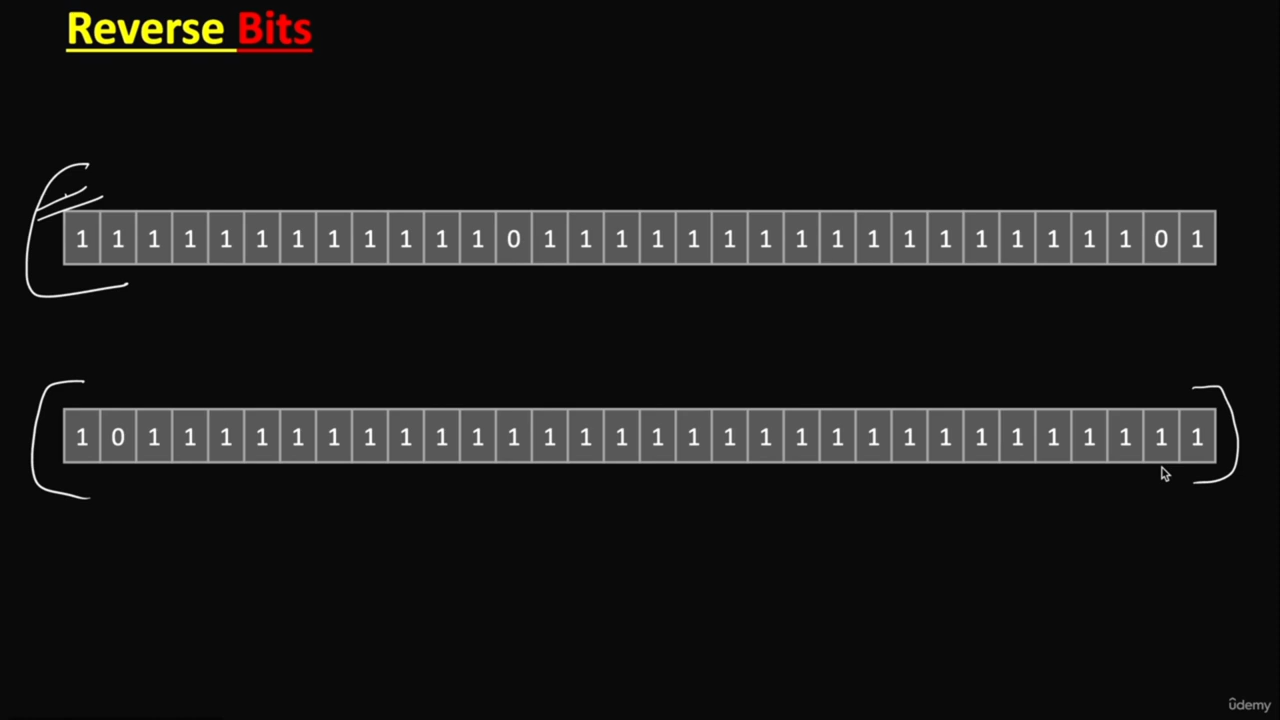 Reverse Bits
1 1 1 1 1 1 1 1 1 1 1 1 0 1 1 1 1 1 1 1 1 1 1 1 1 1 1 1 1 1 0 1
1 0 1 1 1 1 1 1 1 1 1 1 1 1 1 1 1 1 1 1 1 1 1 1 1 1 1 1 1 1 1 1
ûdemy